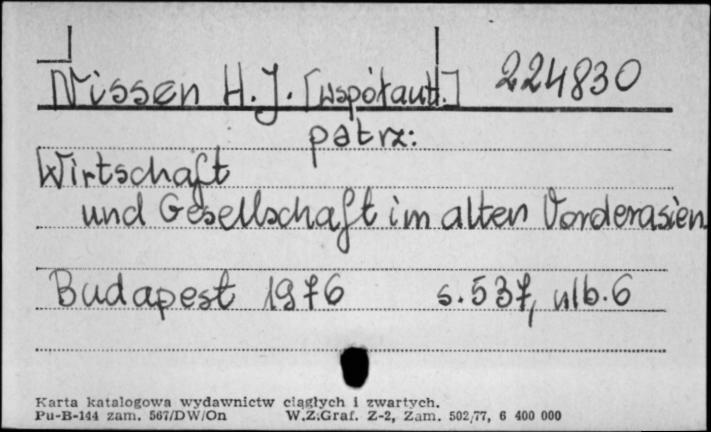 Nissen H.J. [współaut.] 224830
patrz:
Wirtschaft
und Gesellschaft im alten Vorderasien
Budapest 1976 s.537, nlb.6
Karta katalogowa wydawnictw ciągłych i zwartych.
Pu-B-144 zam. 567/DW/On W.Z.Graf. Z-2, Zam. 502/77, 6 400 000